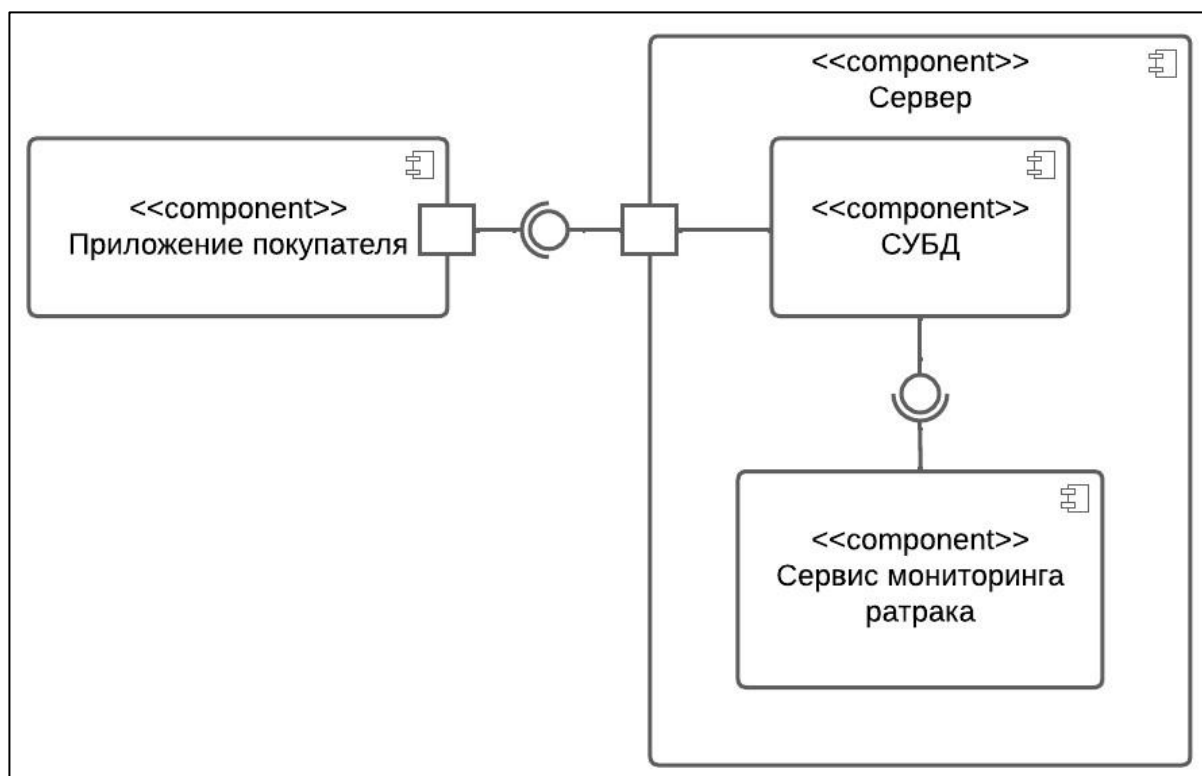 <<component>>
Сервер
<<component>>
Приложение покупателя
<<component>>
СУБД
<<component>>
Сервис мониторинга
ратрака